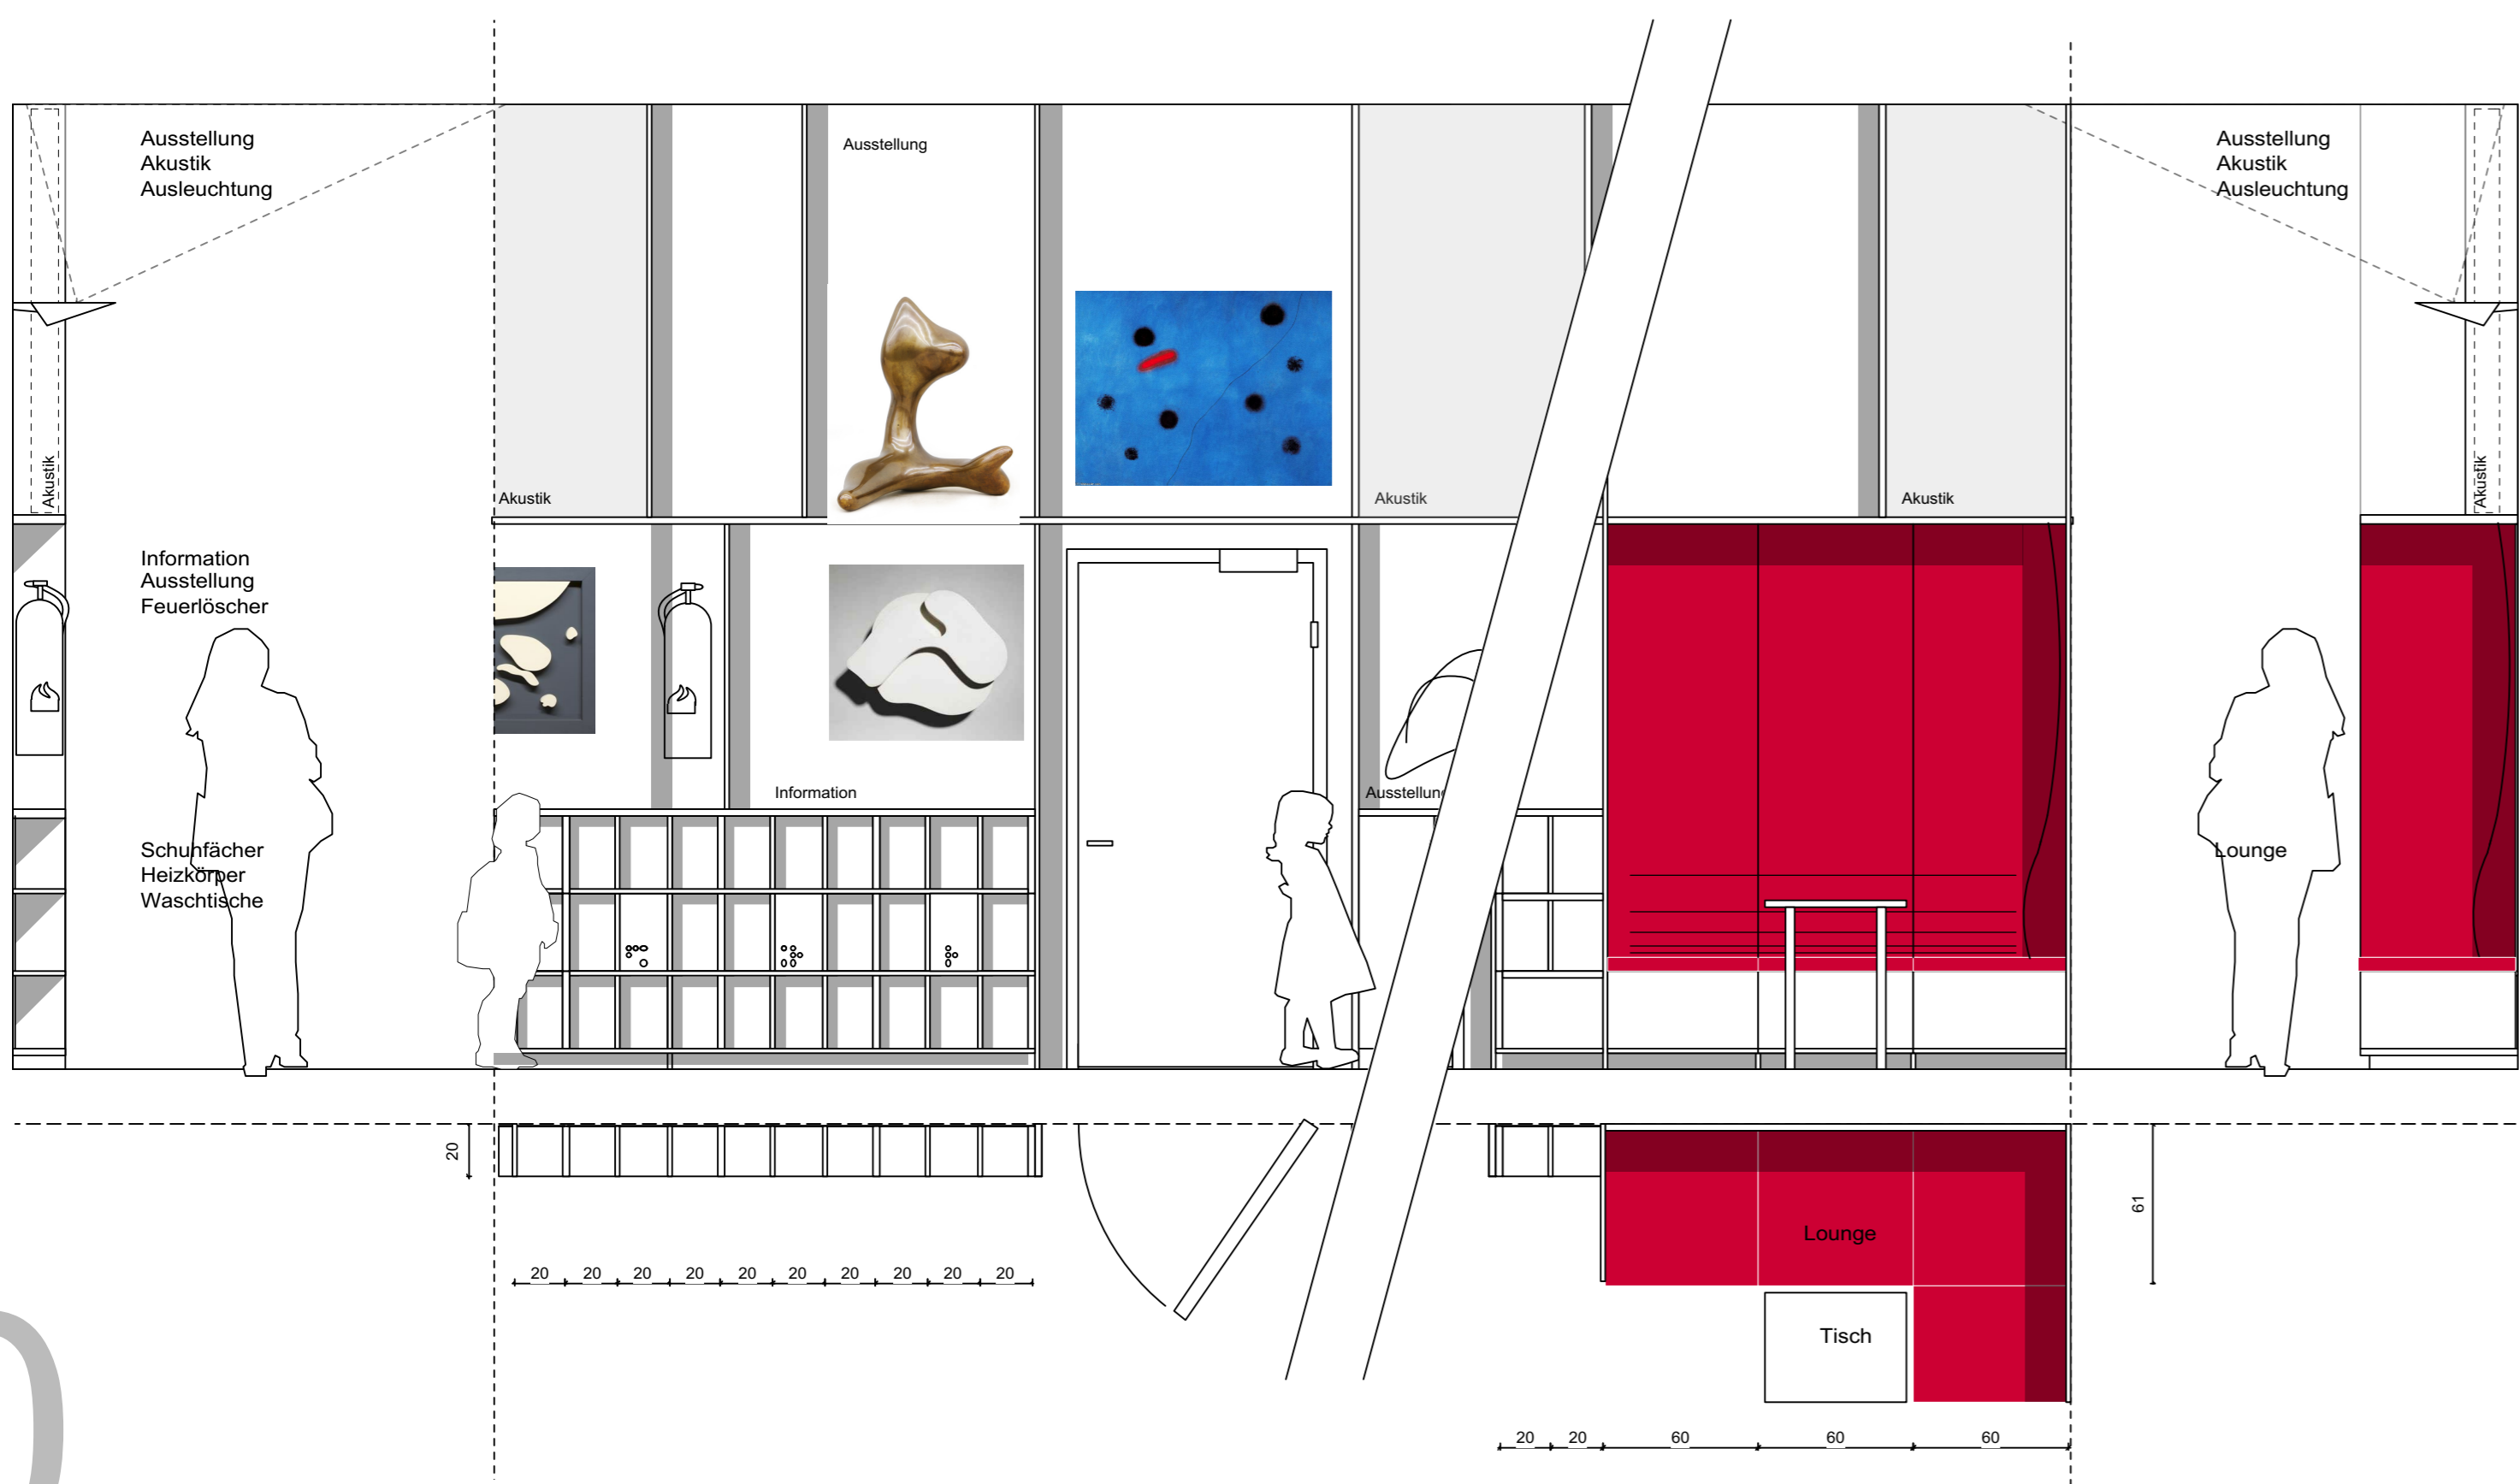 Ausstellung
Akustik
Ausleuchtung
Ausstellung
Ausstellung
Akustik
Ausleuchtung
Akustik
Akustik
Akustik
Akustik
Akustik
Information
Ausstellung
Feuerlöscher
Information
Ausstellung
Schuhfächer
Heizkörper
Waschtische
Lounge
20
61
Lounge
20 20 20 20 20 20 20 20 20 20
Tisch
20 20 60 60 60